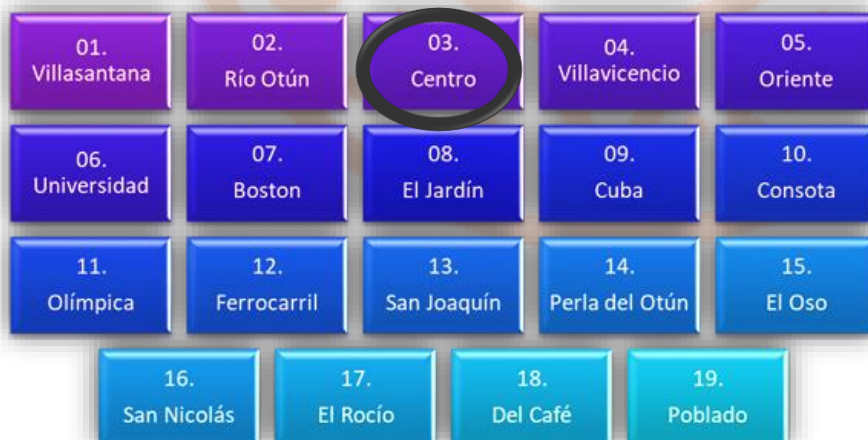 01.
Villasantana
02.
Río Otún
03.
Centro
04.
Villavicencio
05.
Oriente
06.
Universidad
07.
Boston
08.
El Jardín
09.
Cuba
10.
Consota
11.
Olímpica
12.
Ferrocarril
13.
San Joaquín
14.
Perla del Otún
15.
El Oso
16.
San Nicolás
17.
El Rocío
18.
Del Café
19.
Poblado